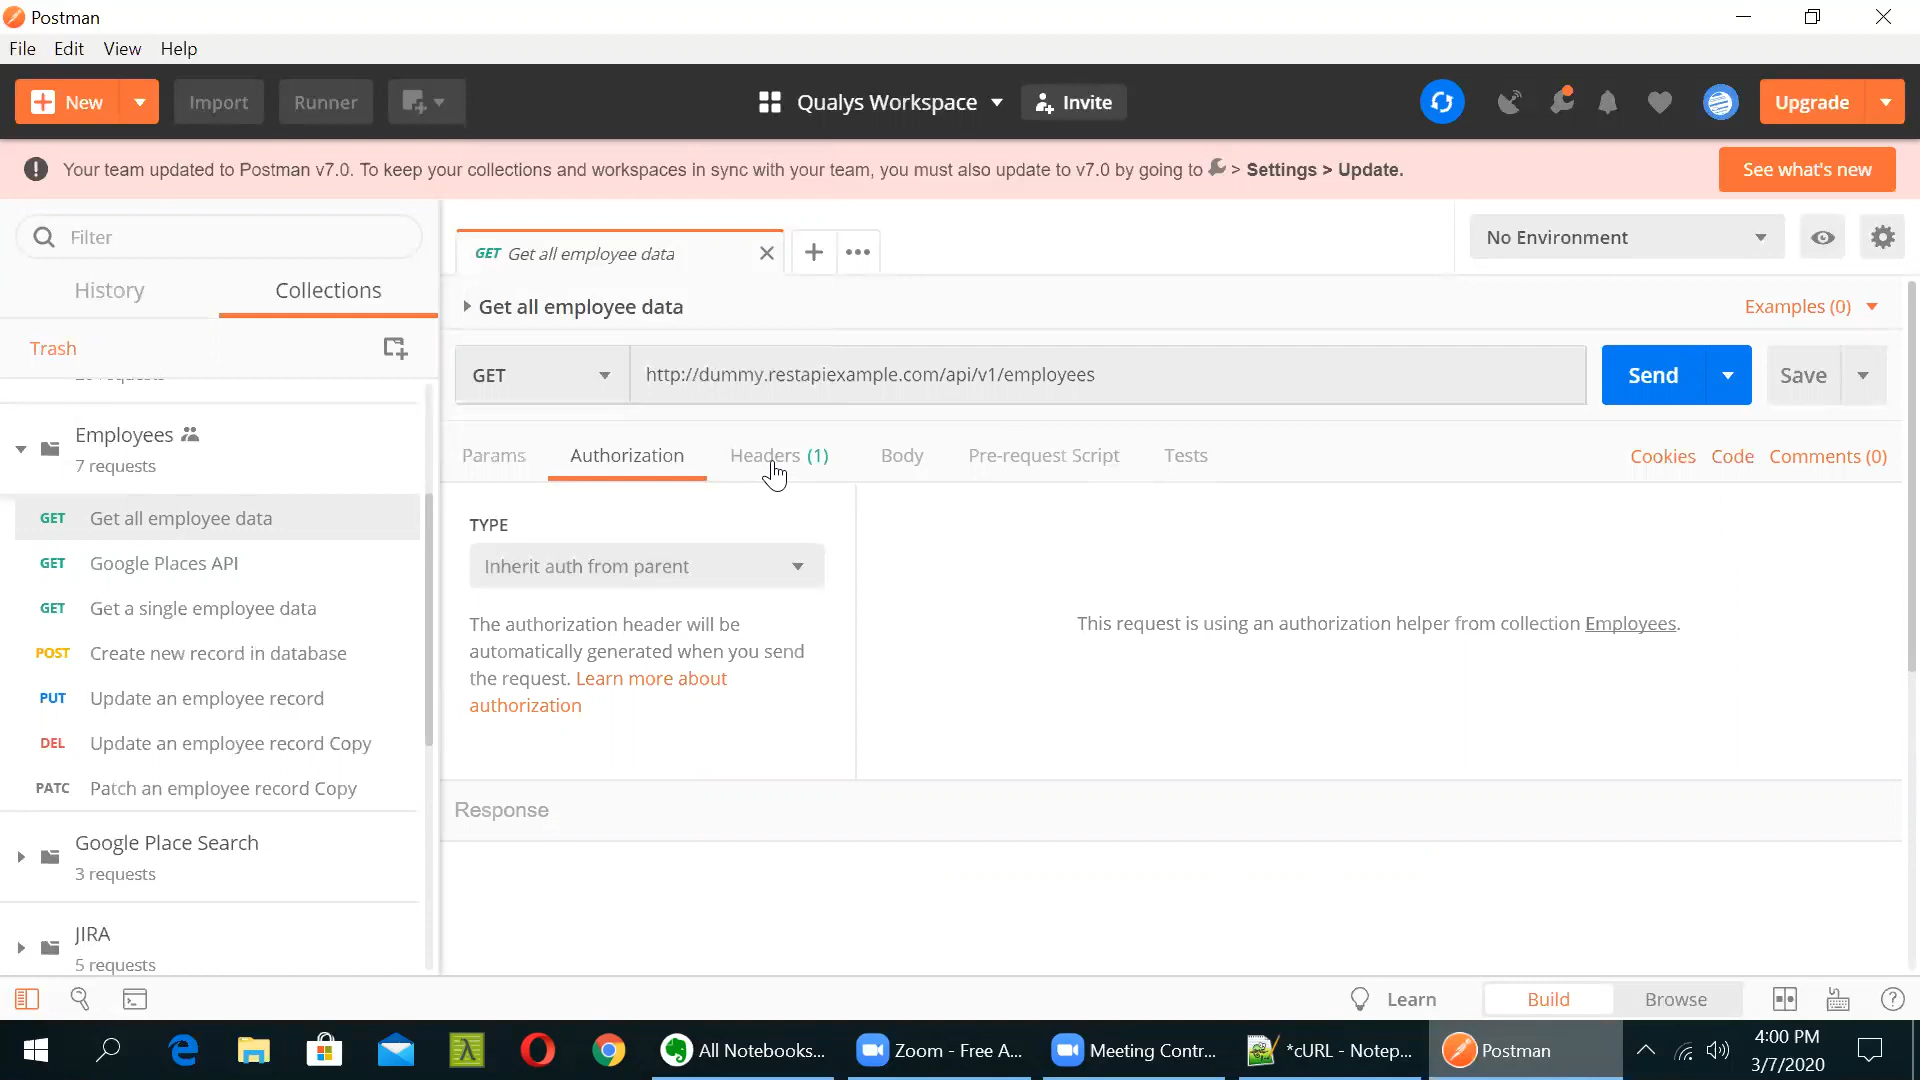 Postman
File Edit View Help
New Import Runner Qualys Workspace Invite Upgrade
Your team updated to Postman v7.0. To keep your collections and workspaces in sync with your team, you must also update to v7.0 by going to > Settings > Update.
See what's new
Filter
History Collections
Trash
Employees
7 requests
GET Get all employee data
GET Google Places API
GET Get a single employee data
POST Create new record in database
PUT Update an employee record
DEL Update an employee record Copy
PATC Patch an employee record Copy
Google Place Search
3 requests
JIRA
5 requests
GET Get all employee data
No Environment
Get all employee data
Examples (0)
GET http://dummy.restapiexample.com/api/v1/employees Send Save
Params Authorization Headers (1) Body Pre-request Script Tests Cookies Code Comments (0)
TYPE
Inherit auth from parent
The authorization header will be
automatically generated when you send
the request. Learn more about
authorization
This request is using an authorization helper from collection Employees.
Response
Learn Build Browse
All Notebooks... Zoom - Free A... Meeting Contr... *cURL - Notep... Postman
4:00 PM
3/7/2020